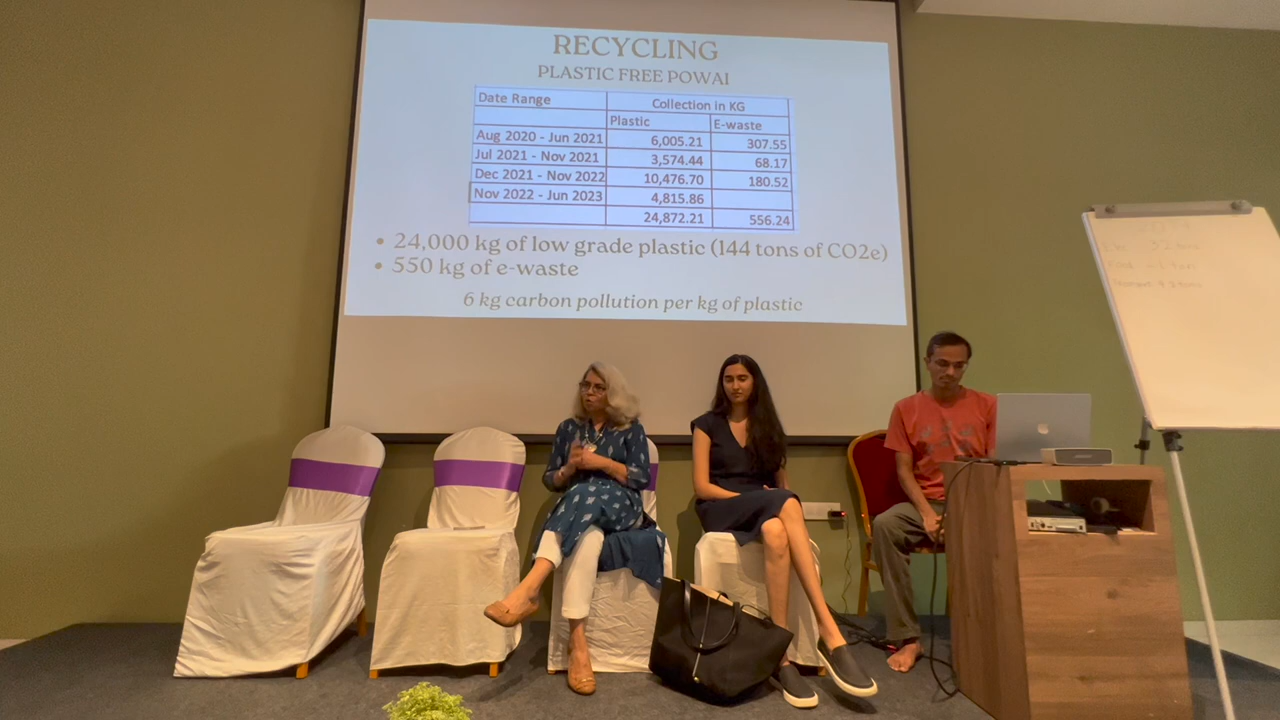 RECYCLING
PLASTIC FREE POWAI
Date Range Collection in KG
Plastic E-waste
Aug 2020 - Jun 2021 6,005.21 307.55
Jul 2021 - Nov 2021 3,574.44 68.17
Dec 2021 - Nov 2022 10,476.70 180.52
Nov 2022 - Jun 2023 4,815.86
24,872.21 556.24
• 24,000 kg of low grade plastic (144 tons of CO2e)
• 550 kg of e-waste
6 kg carbon pollution per kg of plastic